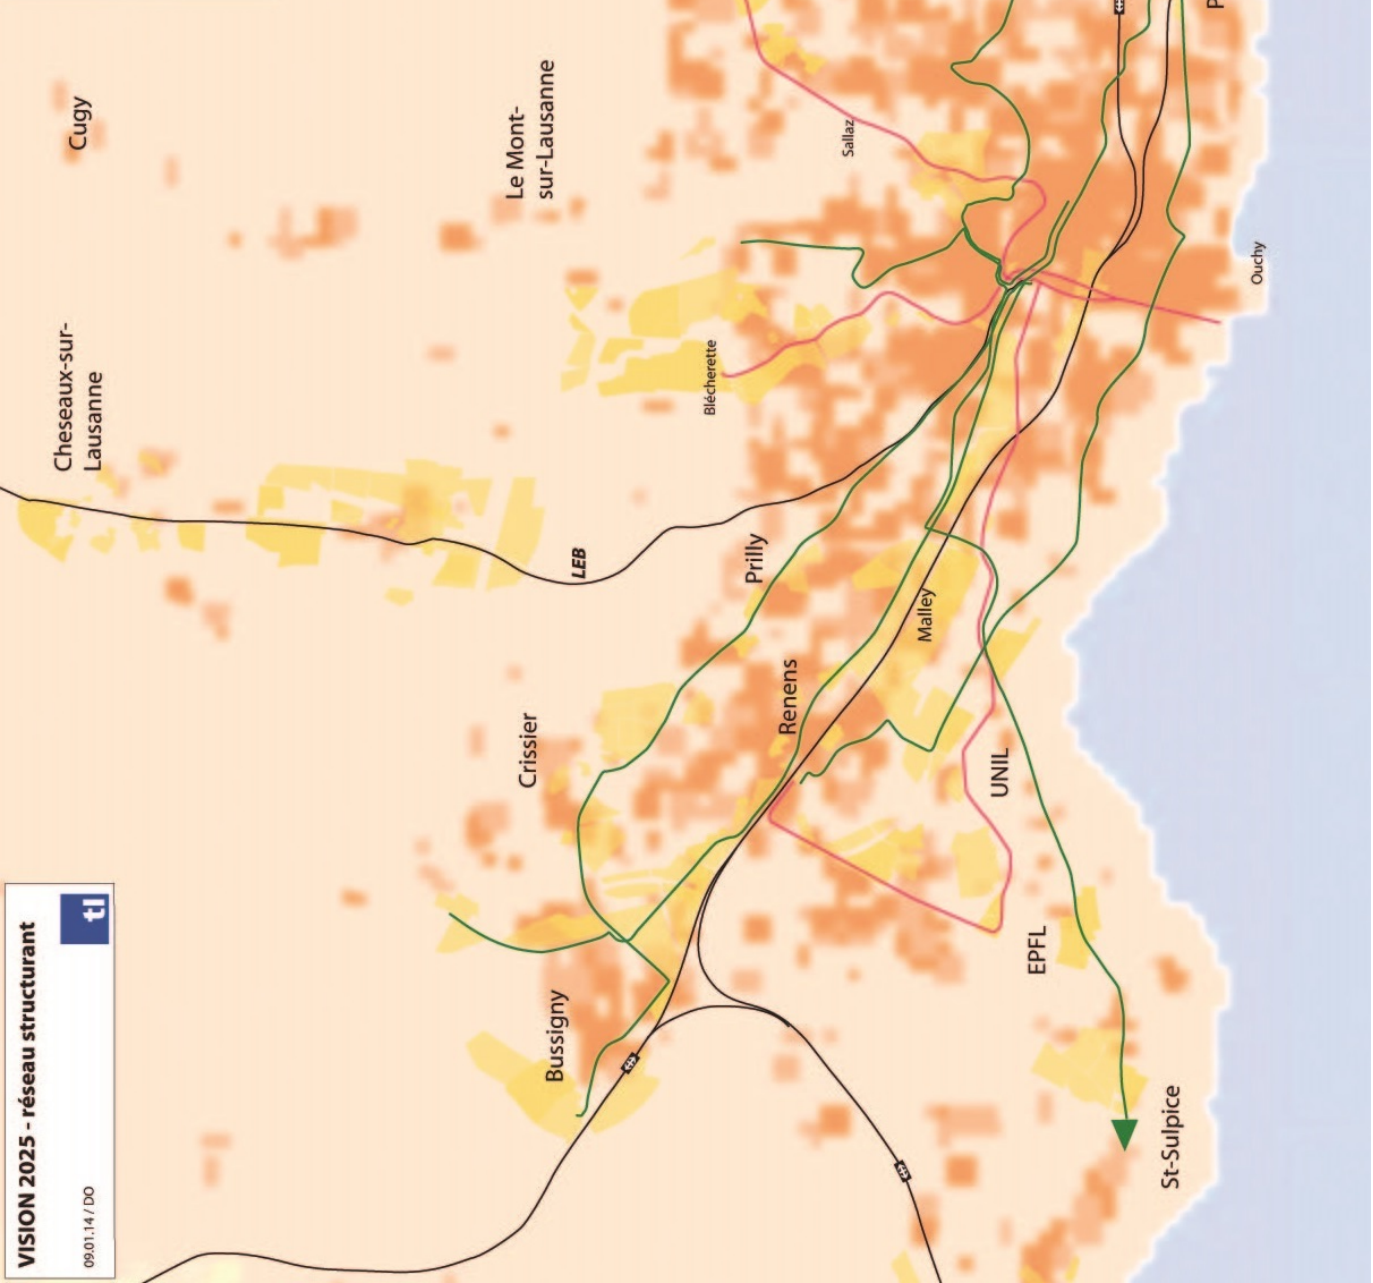 VISION 2025 - réseau structurant
09.01.14 / DO
tl
Cheseaux-sur-
Lausanne
Cugy
Le Mont-
sur-Lausanne
LEB
Blécherette
Sallaz
Bussigny
Crissier
Prilly
Renens
Malley
UNIL
EPFL
St-Sulpice
Ouchy
P